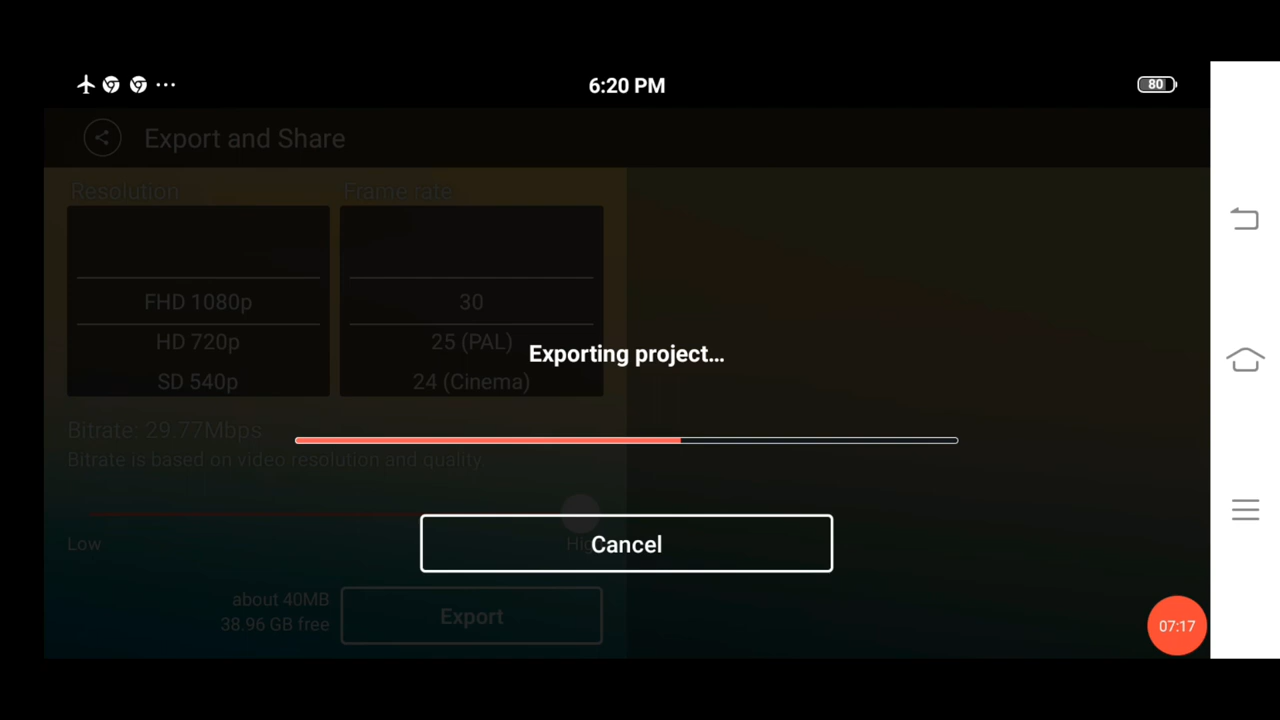 6:20 PM
80
Export and Share
Resolution
Frame rate
FHD 1080p
30
HD 720p
25 (PAL)
SD 540p
24 (Cinema)
Exporting project...
Bitrate: 29.77Mbps
Bitrate is based on video resolution and quality.
Low
Cancel
about 40MB
38.96 GB free
Export
07:17